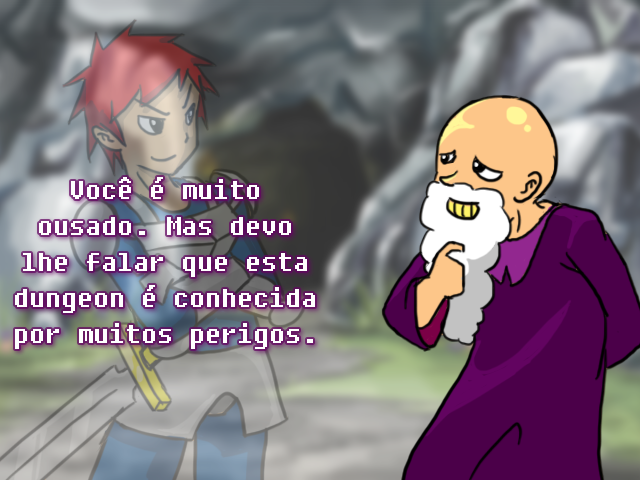 Você é muito
ousado. Mas devo
lhe falar que esta
dungeon é conhecida
por muitos perigos.